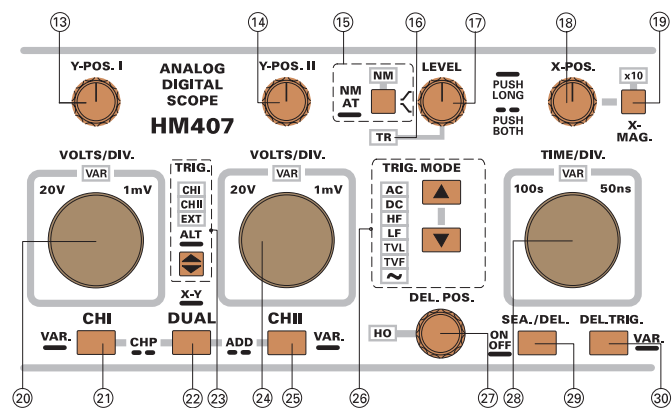 13 14 15 16 17 18 19
Y-POS. I
ANALOG
DIGITAL
SCOPE
HM407
Y-POS. II
NM
AT
NM
LEVEL
TR
PUSH
LONG
PUSH
BOTH
X-POS.
x10
X-
MAG.
VOLTS/DIV.
VAR
20V 1mV
TRIG.
CHI
CHII
EXT
ALT
VOLTS/DIV.
VAR
20V 1mV
TRIG. MODE
AC
DC
HF
LF
TVL
TVF
~
TIME/DIV.
VAR
100s 50ns
X-Y
CHI
DUAL
CHII
VAR.
CHP.
ADD
VAR.
DEL. POS.
HO
ON
OFF
SEA./DEL.
DEL.TRIG.
VAR.
20 21 22 23 24 25 26 27 28 29 30